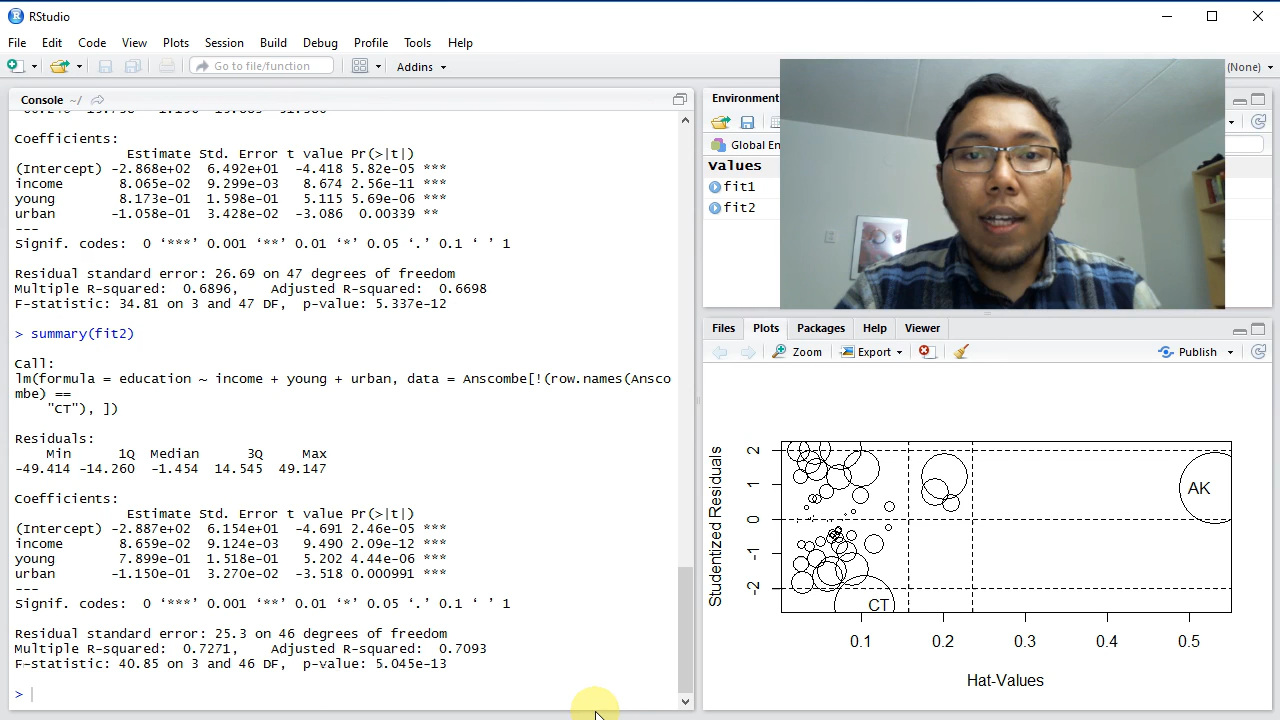 RStudio
File Edit Code View Plots Session Build Debug Profile Tools Help
Go to file/function Addins (None)
Console ~/
Coefficients:
Estimate Std. Error t value Pr(>|t|)
(Intercept) -2.868e+02 6.492e+01 -4.418 5.82e-05 ***
income 8.065e-02 9.299e-03 8.674 2.56e-11 ***
young 8.173e-01 1.598e-01 5.115 5.69e-06 ***
urban -1.058e-01 3.428e-02 -3.086 0.00339 **
---
Signif. codes: 0 ‘***’ 0.001 ‘**’ 0.01 ‘*’ 0.05 ‘.’ 0.1 ‘ ’ 1
Residual standard error: 26.69 on 47 degrees of freedom
Multiple R-squared: 0.6896, Adjusted R-squared: 0.6698
F-statistic: 34.81 on 3 and 47 DF, p-value: 5.337e-12
> summary(fit2)
Call:
lm(formula = education ~ income + young + urban, data = Anscombe[!(row.names(Ansco
mbe) ==
"CT"), ])
Residuals:
Min 1Q Median 3Q Max
-49.414 -14.260 -1.454 14.545 49.147
Coefficients:
Estimate Std. Error t value Pr(>|t|)
(Intercept) -2.887e+02 6.154e+01 -4.691 2.46e-05 ***
income 8.659e-02 9.124e-03 9.490 2.09e-12 ***
young 7.899e-01 1.518e-01 5.202 4.44e-06 ***
urban -1.150e-01 3.270e-02 -3.518 0.000991 ***
---
Signif. codes: 0 ‘***’ 0.001 ‘**’ 0.01 ‘*’ 0.05 ‘.’ 0.1 ‘ ’ 1
Residual standard error: 25.3 on 46 degrees of freedom
Multiple R-squared: 0.7271, Adjusted R-squared: 0.7093
F-statistic: 40.85 on 3 and 46 DF, p-value: 5.045e-13
>
Environment
Global En
values
fit1
fit2
Files Plots Packages Help Viewer
Zoom Export Publish
Studentized Residuals
2
1
0
-1
-2
AK
CT
0.1 0.2 0.3 0.4 0.5
Hat-Values